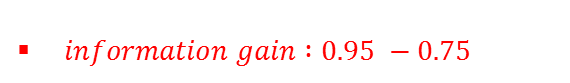 ▪ information gain : 0.95 − 0.75